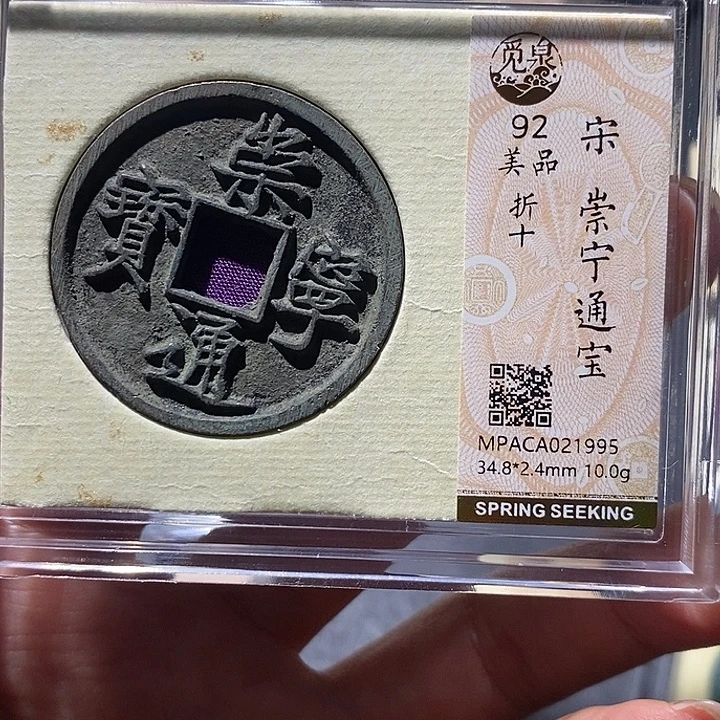 崇
寧
通
寶
觅泉
92
美品
折十
宋 崇宁通宝
MPACA021995
34.8*2.4mm 10.0g
SPRING SEEKING